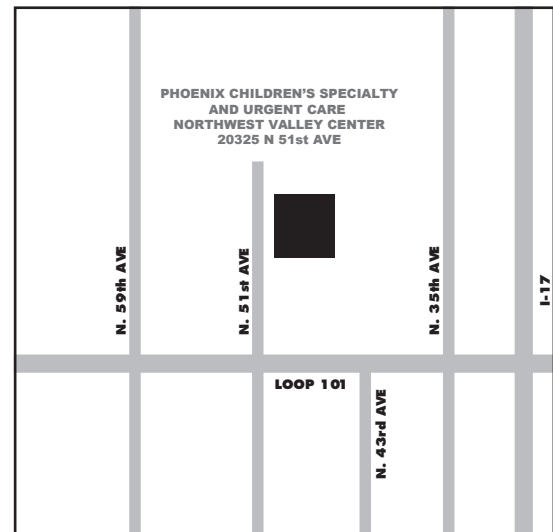 PHOENIX CHILDREN'S SPECIALTY
AND URGENT CARE
NORTHWEST VALLEY CENTER
20325 N 51st AVE
N. 59th AVE
N. 51st AVE
N. 35th AVE
I-17
LOOP 101
N. 43rd AVE